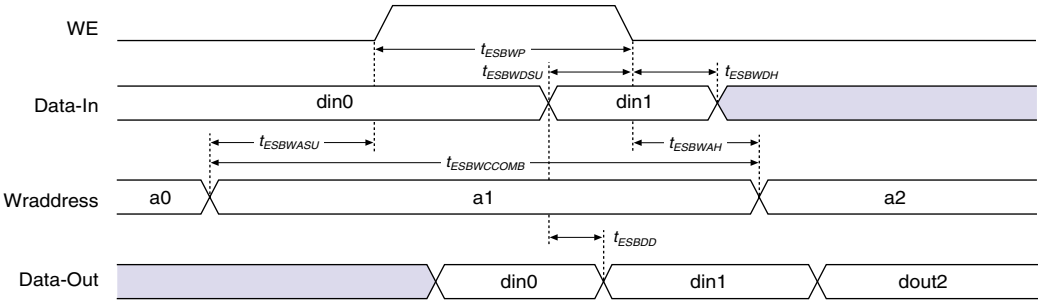 WE
tESBWP
tESBWDSU
tESBWDH
Data-In
din0
din1
tESBWASU
tESBWAH
tESBWCCOMB
Wraddress
a0
a1
a2
tESBDD
Data-Out
din0
din1
dout2